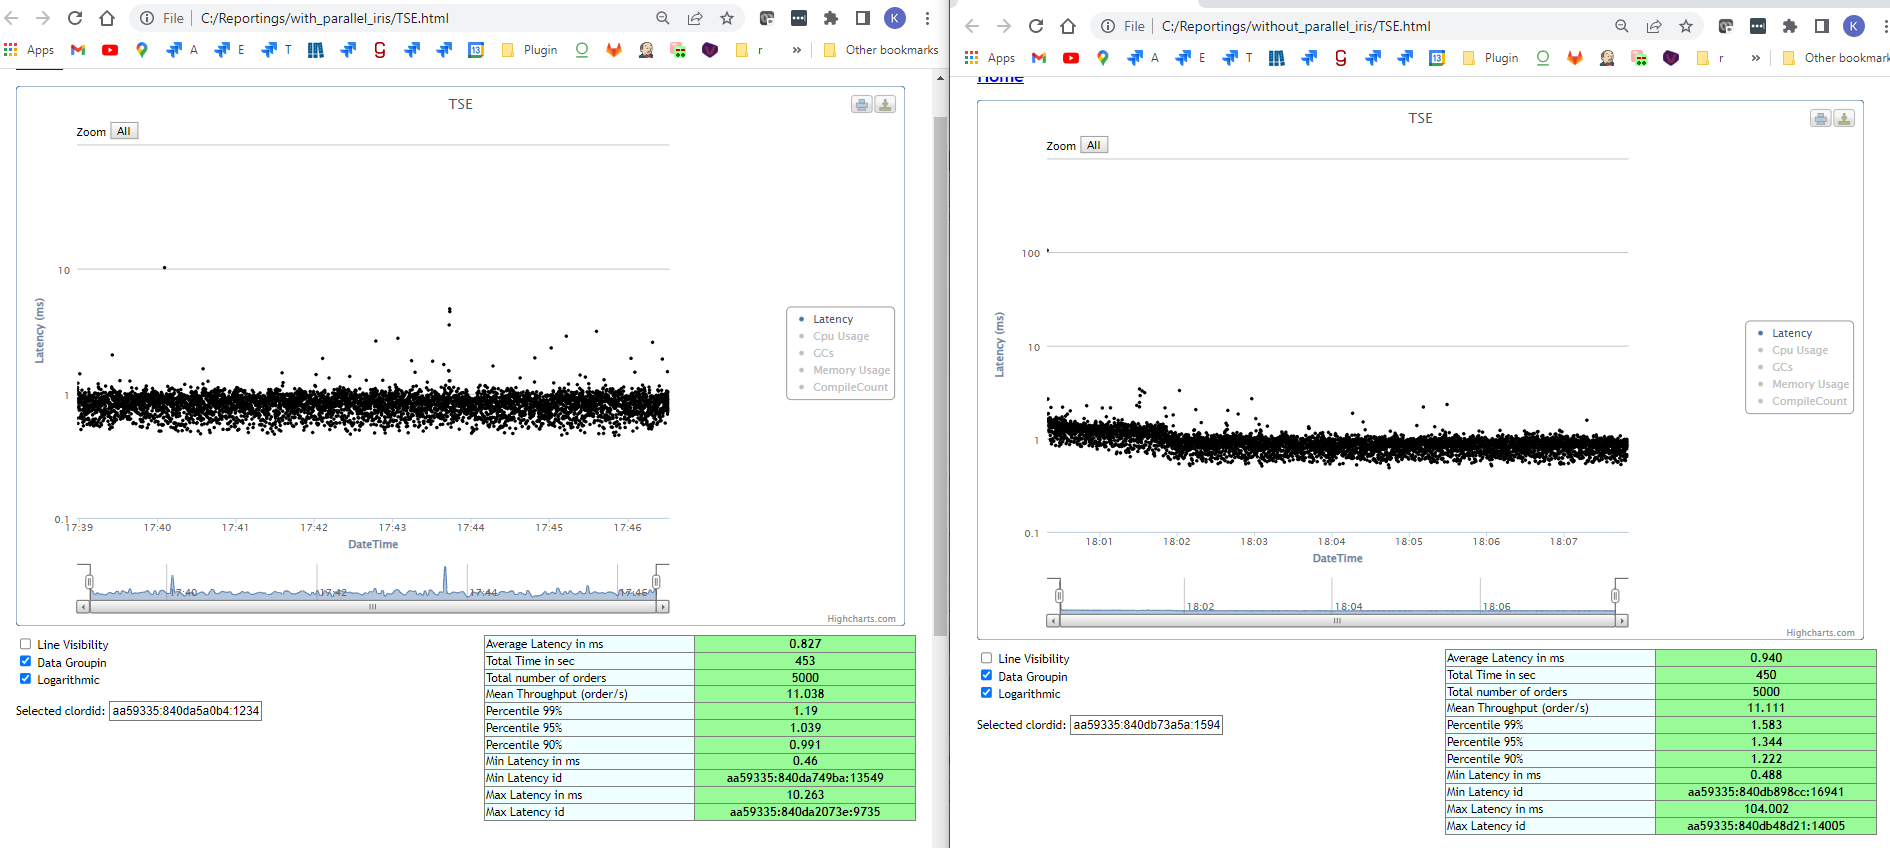 File C:/Reportings/with_parallel_iris/TSE.html
K
Apps A E T 13 Plugin r » Other bookmarks
TSE
Zoom All
10
1
0.1
Latency (ms)
17:39 17:40 17:41 17:42 17:43 17:44 17:45 17:46
DateTime
Latency
Cpu Usage
GCs
Memory Usage
CompileCount
17:40 17:42 17:44 17:46
Highcharts.com
Line Visibility
Data Groupin
Logarithmic
Selected clordid: aa59335:840da5a0b4:1234
Average Latency in ms 0.827
Total Time in sec 453
Total number of orders 5000
Mean Throughput (order/s) 11.038
Percentile 99% 1.19
Percentile 95% 1.039
Percentile 90% 0.991
Min Latency in ms 0.46
Min Latency id aa59335:840da749ba:13549
Max Latency in ms 10.263
Max Latency id aa59335:840da2073e:9735
File C:/Reportings/without_parallel_iris/TSE.html
K
Apps A E T 13 Plugin r » Other bookmark
Home
TSE
Zoom All
100
10
1
0.1
Latency (ms)
18:01 18:02 18:03 18:04 18:05 18:06 18:07
DateTime
Latency
Cpu Usage
GCs
Memory Usage
CompileCount
18:02 18:04 18:06
Highcharts.com
Line Visibility
Data Groupin
Logarithmic
Selected clordid: aa59335:840db73a5a:1594
Average Latency in ms 0.940
Total Time in sec 450
Total number of orders 5000
Mean Throughput (order/s) 11.111
Percentile 99% 1.583
Percentile 95% 1.344
Percentile 90% 1.222
Min Latency in ms 0.488
Min Latency id aa59335:840db898cc:16941
Max Latency in ms 104.002
Max Latency id aa59335:840db48d21:14005